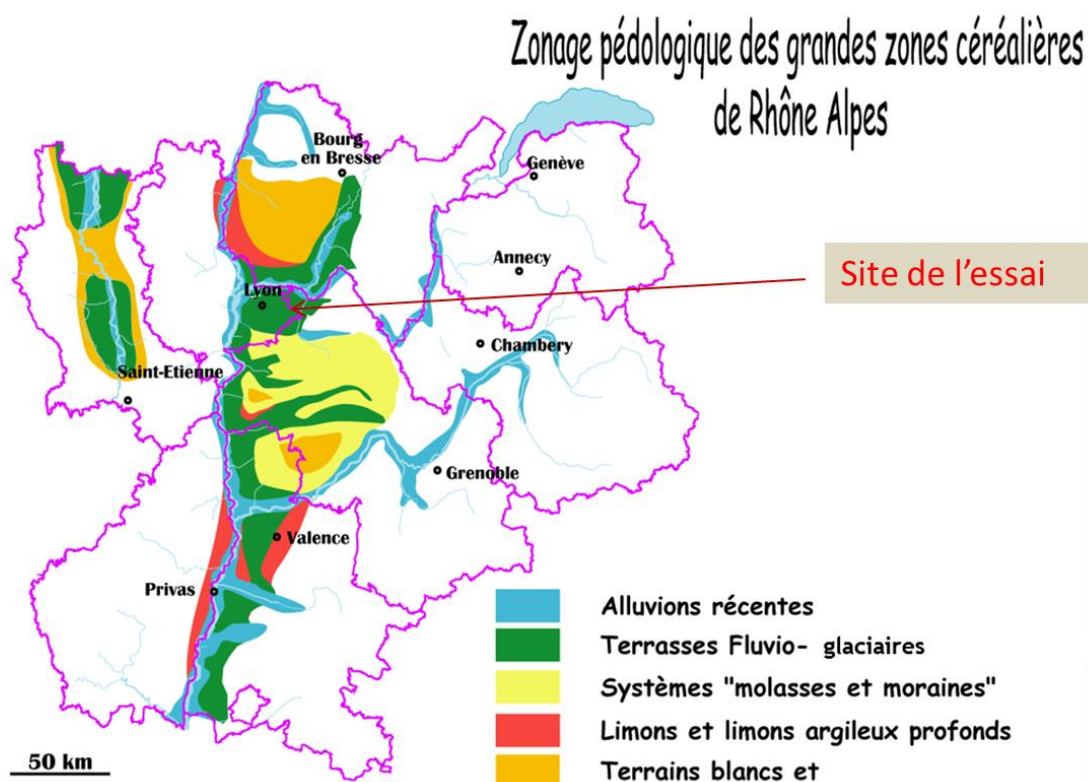 Zonage pédologique des grandes zones céréalières
de Rhône Alpes
Bourg
en Bresse
Genève
Annecy
Site de l'essai
Lyon
Chambéry
Saint-Etienne
Grenoble
Valence
Privas
Alluvions récentes
Terrasses Fluvio- glaciaires
Systèmes "molasses et moraines"
Limons et limons argileux profonds
Terrains blancs et
50 km